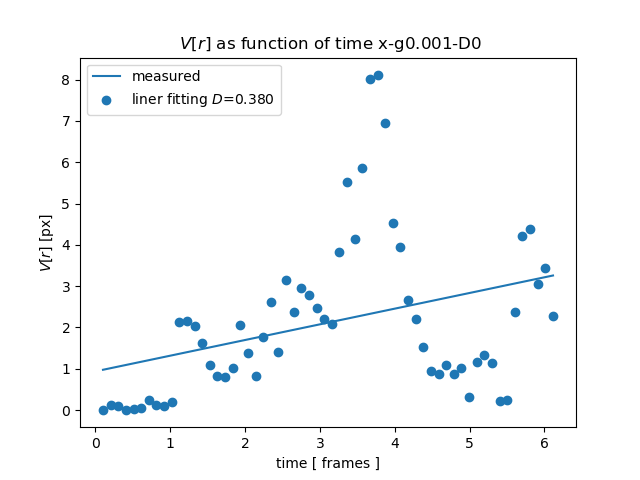 V[r] as function of time x-g0.001-D0
measured
liner fitting D=0.380
8
7
6
5
4
3
2
1
0
V[r] [px]
0 1 2 3 4 5 6
time [ frames ]